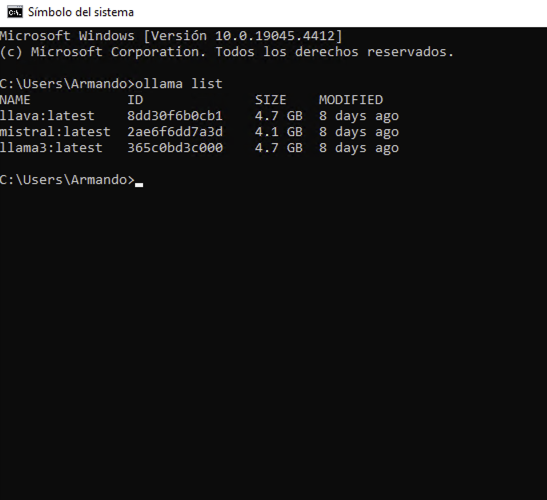 Símbolo del sistema
Microsoft Windows [Versión 10.0.19045.4412]
(c) Microsoft Corporation. Todos los derechos reservados.
C:\Users\Armando>ollama list
NAME ID SIZE MODIFIED
llava:latest 8dd30f6b0cb1 4.7 GB 8 days ago
mistral:latest 2ae6f6dd7a3d 4.1 GB 8 days ago
llama3:latest 365c0bd3c000 4.7 GB 8 days ago
C:\Users\Armando>